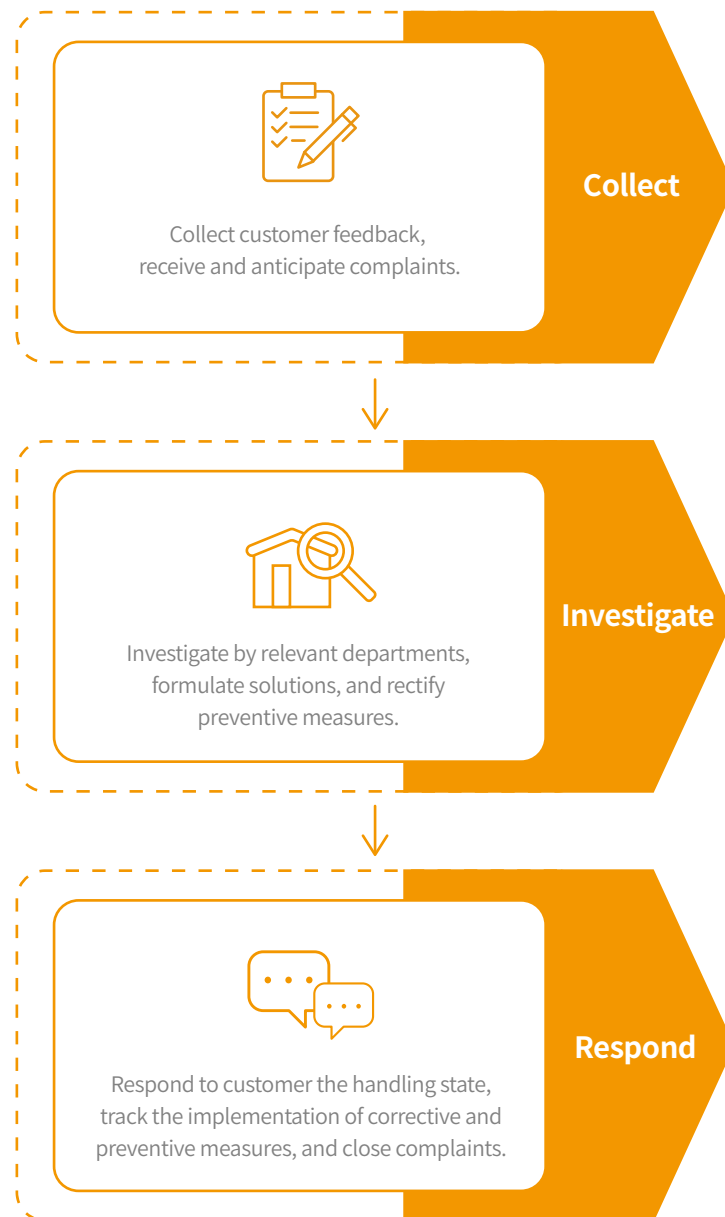 Collect customer feedback,
receive and anticipate complaints.
Collect
Investigate by relevant departments,
formulate solutions, and rectify
preventive measures.
Investigate
Respond to customer the handling state,
track the implementation of corrective and
preventive measures, and close complaints.
Respond